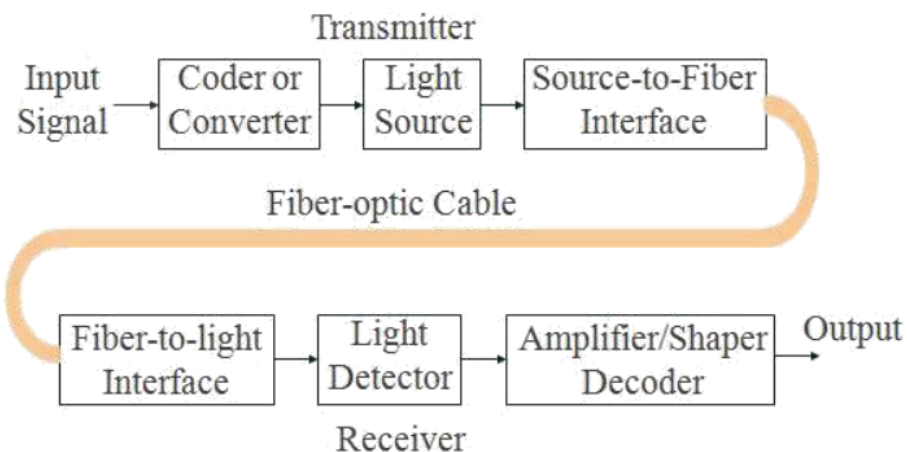 Transmitter
Input
Signal
Coder or
Converter
Light
Source
Source-to-Fiber
Interface
Fiber-optic Cable
Fiber-to-light
Interface
Light
Detector
Amplifier/Shaper
Decoder
Output
Receiver